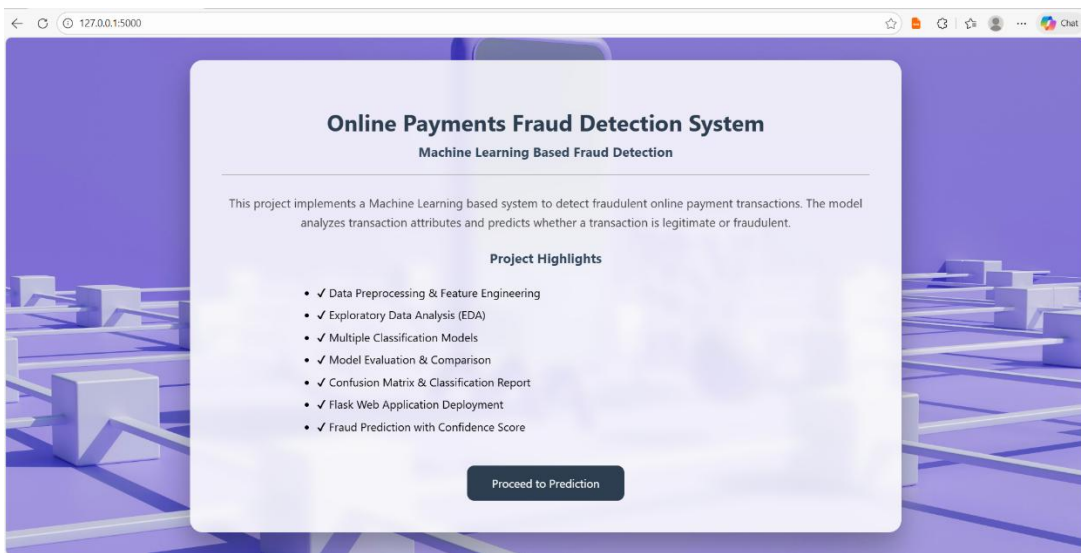 127.0.0.1:5000
Chat
Online Payments Fraud Detection System
Machine Learning Based Fraud Detection
This project implements a Machine Learning based system to detect fraudulent online payment transactions. The model
analyzes transaction attributes and predicts whether a transaction is legitimate or fraudulent.
Project Highlights
• ✓ Data Preprocessing & Feature Engineering
• ✓ Exploratory Data Analysis (EDA)
• ✓ Multiple Classification Models
• ✓ Model Evaluation & Comparison
• ✓ Confusion Matrix & Classification Report
• ✓ Flask Web Application Deployment
• ✓ Fraud Prediction with Confidence Score
Proceed to Prediction